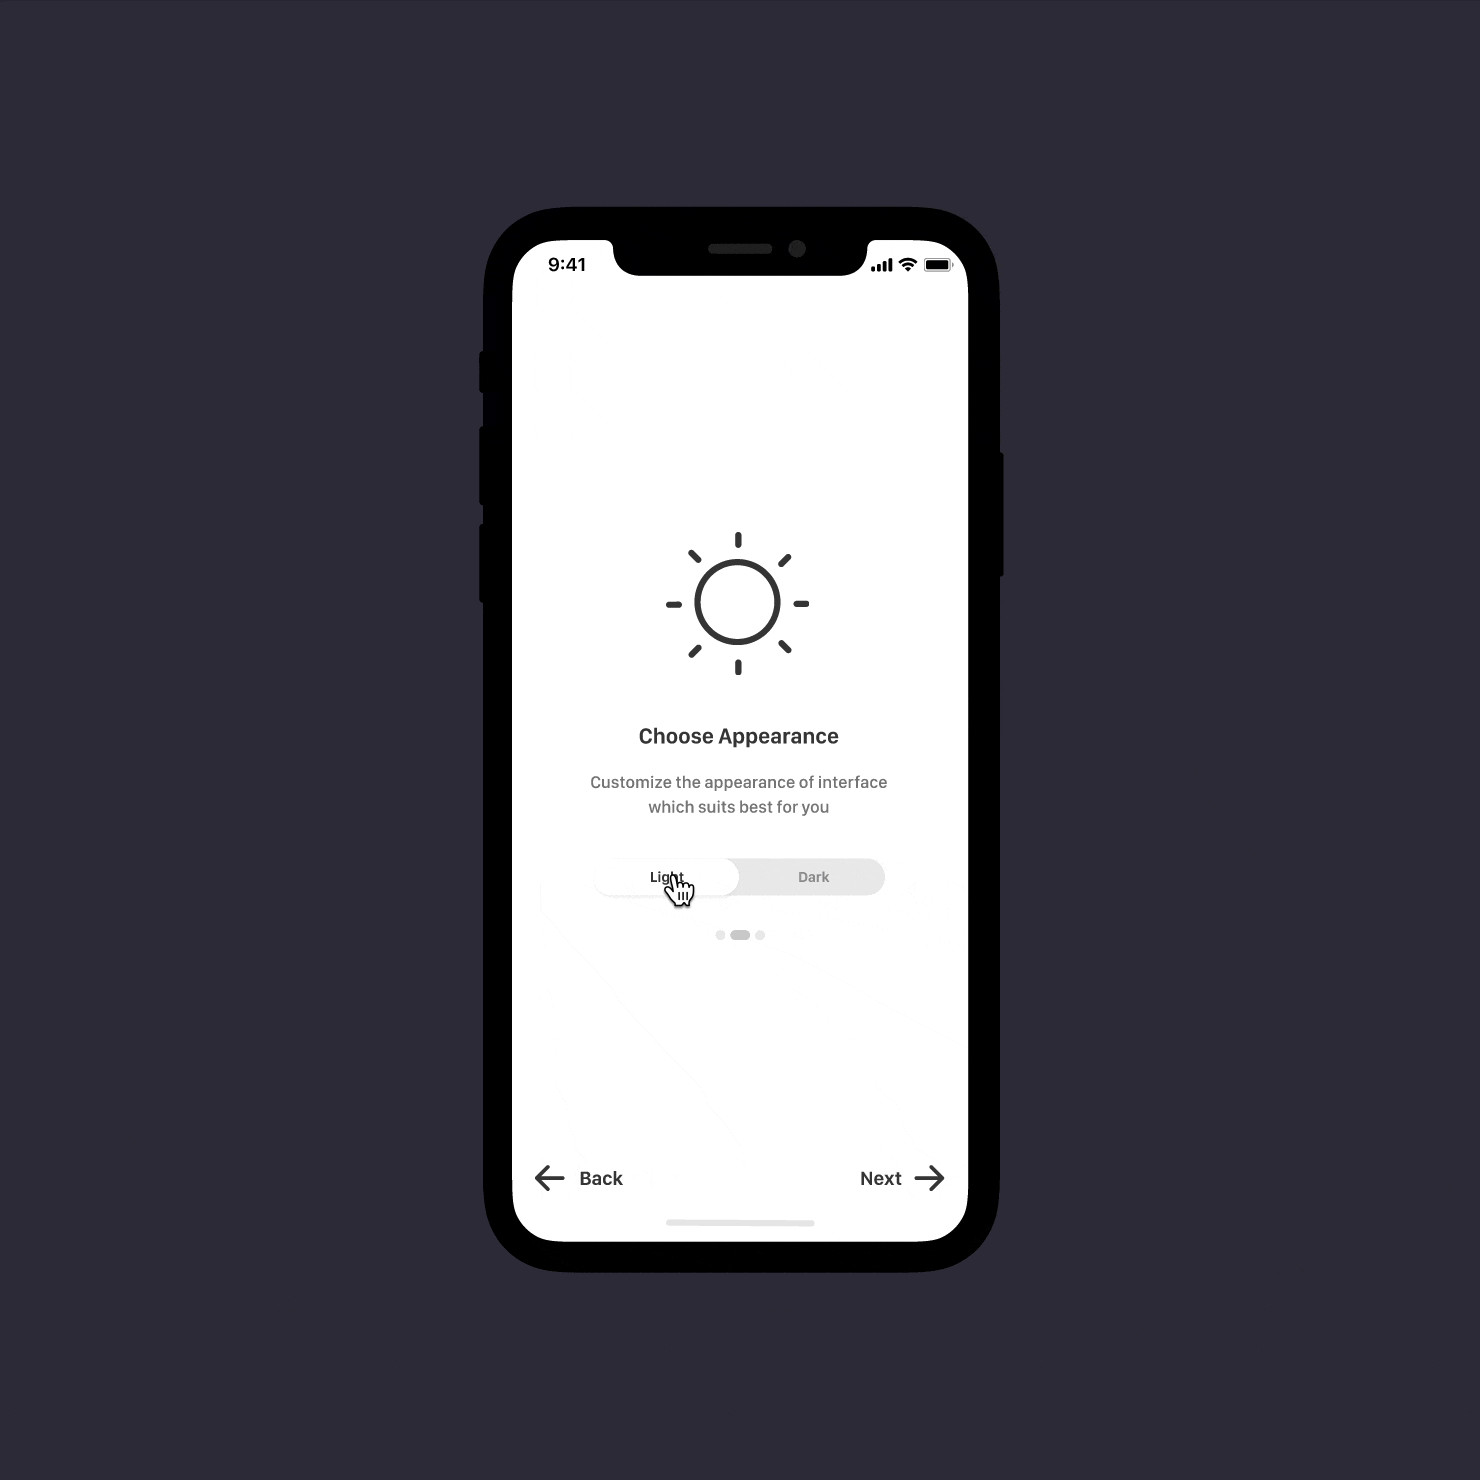 9:41
Choose Appearance
Customize the appearance of interface
which suits best for you
Light Dark
Back Next